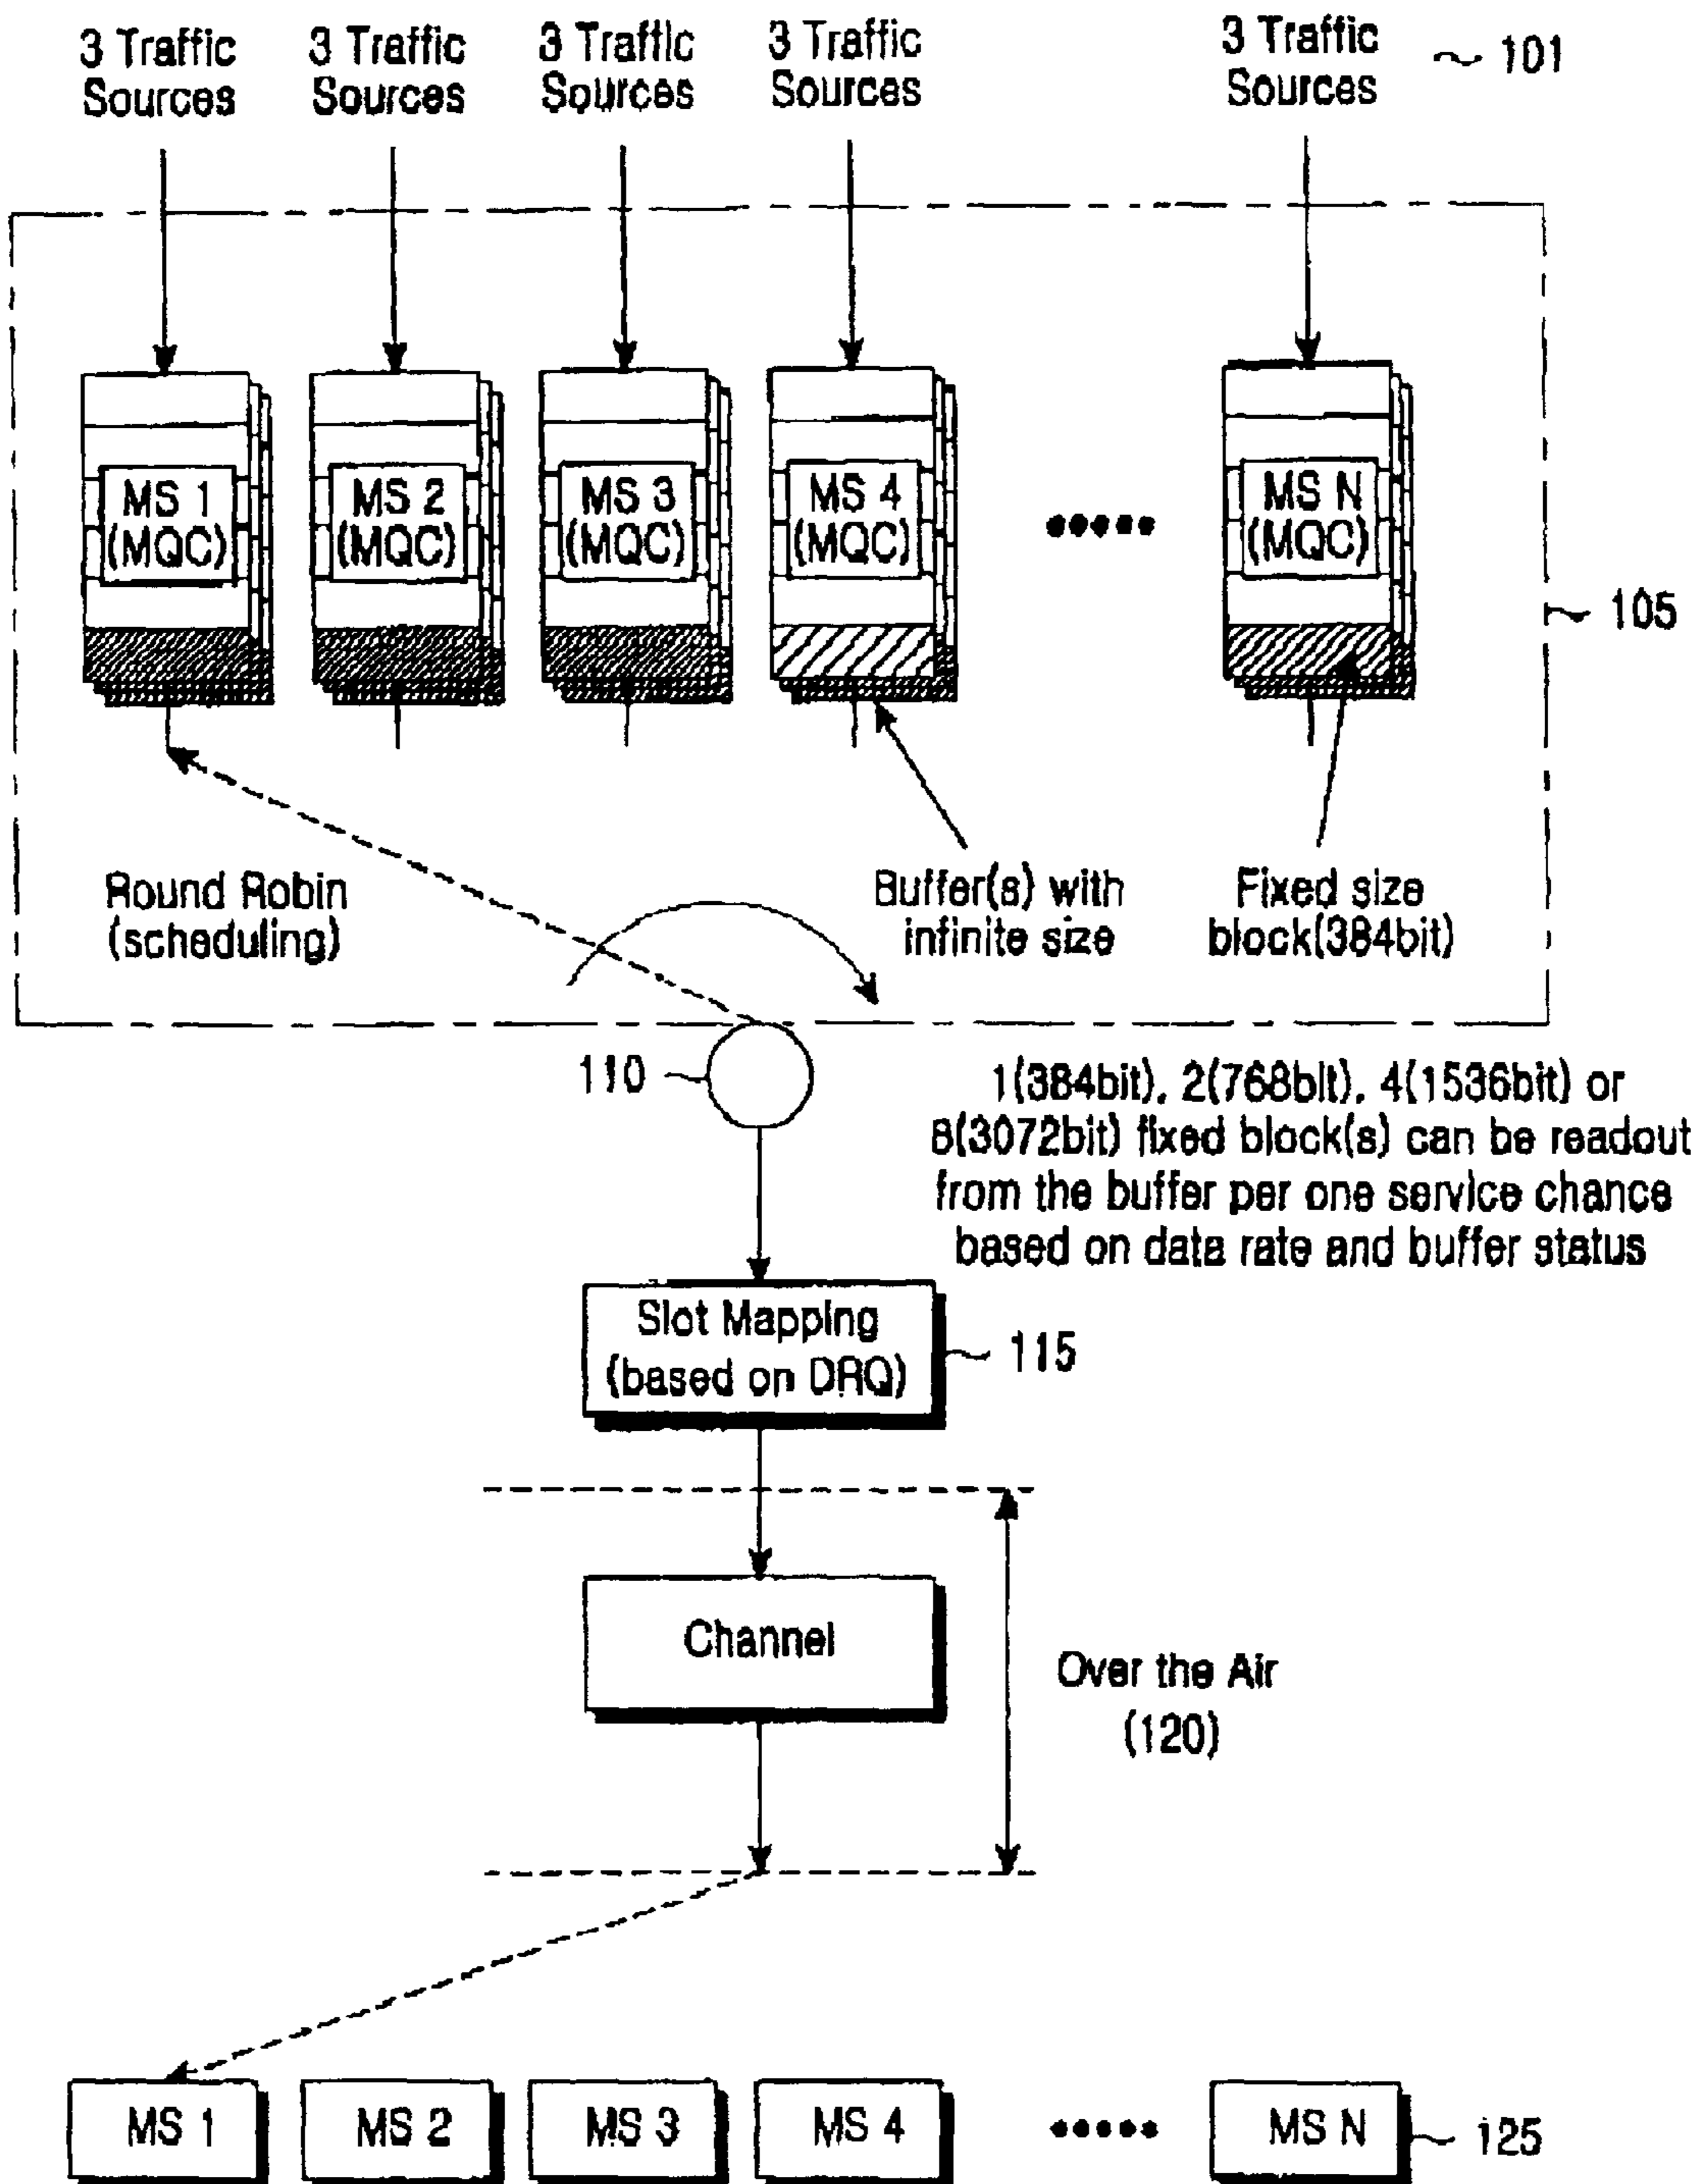 3 Traffic
Sources
3 Traffic
Sources
3 Traffic
Sources
3 Traffic
Sources
3 Traffic
Sources
101
MS 1
(MQC)
MS 2
(MQC)
MS 3
(MQC)
MS 4
(MQC)
MS N
(MQC)
105
Round Robin
(scheduling)
Buffer(s) with
infinite size
Fixed size
block(384bit)
110
1(384bit), 2(768bit), 4(1536bit) or
8(3072bit) fixed block(s) can be readout
from the buffer per one service chance
based on data rate and buffer status
Slot Mapping
(based on DRQ)
115
Channel
Over the Air
(120)
MS 1
MS 2
MS 3
MS 4
MS N
125